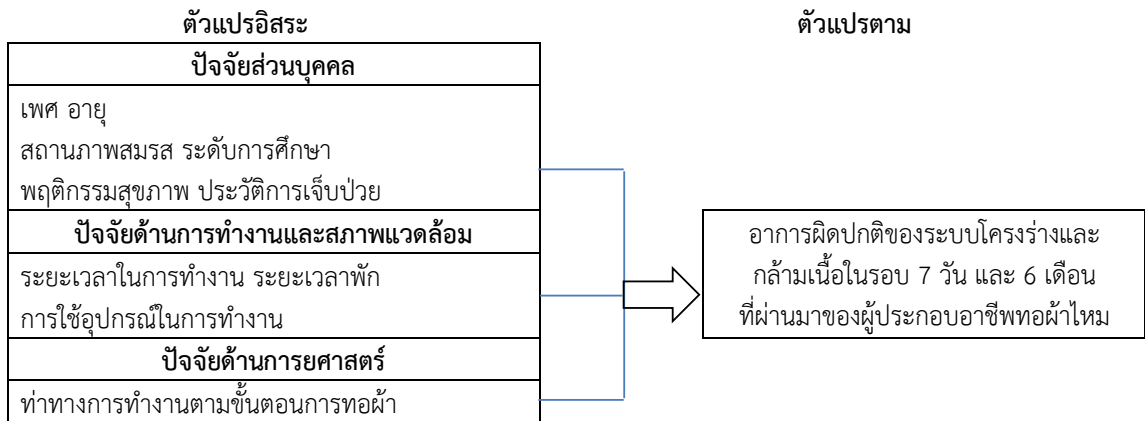 ตัวแปรอิสระ
ตัวแปรตาม
ปัจจัยส่วนบุคคล
เพศ อายุ
สถานภาพสมรส ระดับการศึกษา
พฤติกรรมสุขภาพ ประวัติการเจ็บป่วย
ปัจจัยด้านการทำงานและสภาพแวดล้อม
ระยะเวลาในการทำงาน ระยะเวลาพัก
การใช้อุปกรณ์ในการทำงาน
ปัจจัยด้านการยศาสตร์
ท่าทางการทำงานตามขั้นตอนการทอผ้า
อาการผิดปกติของระบบโครงร่างและ
กล้ามเนื้อในรอบ 7 วัน และ 6 เดือน
ที่ผ่านมาของผู้ประกอบอาชีพทอผ้าไหม